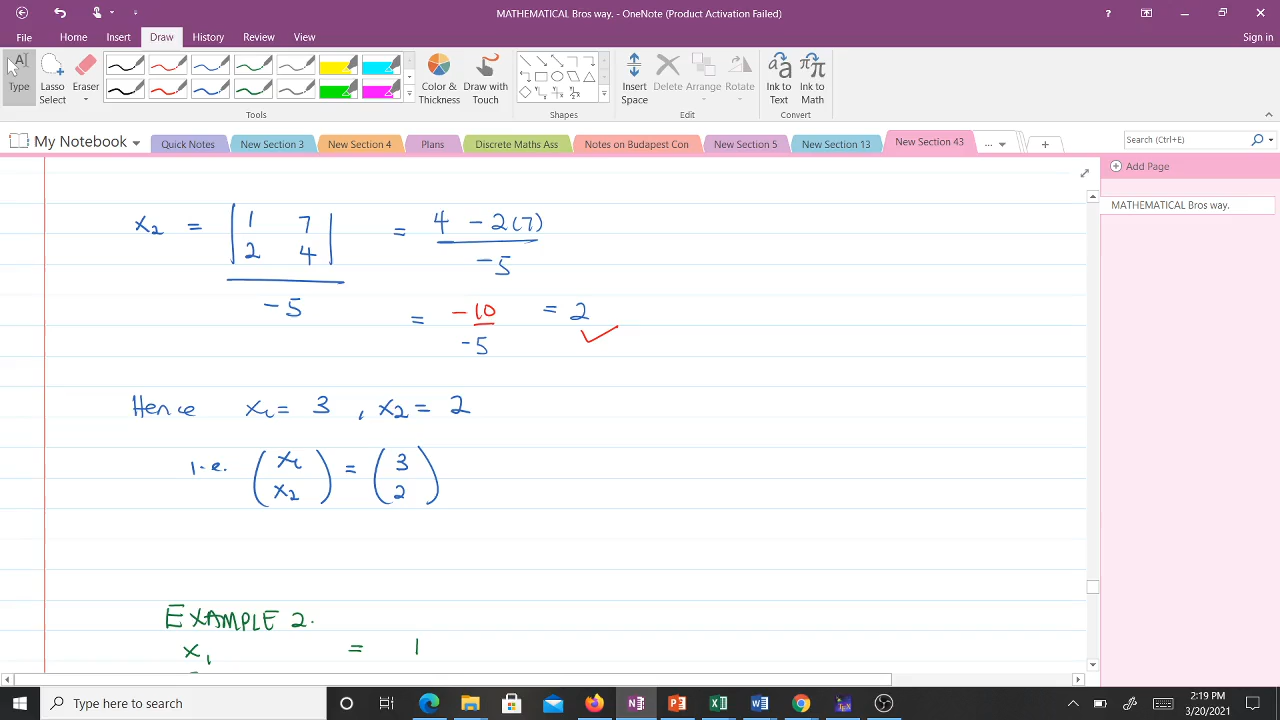 MATHEMATICAL Bros way. - OneNote (Product Activation Failed)
?
Sign in
File Home Insert Draw History Review View
Type
Lasso Select
Eraser
Color & Thickness
Draw with Touch
Insert Space
Delete
Arrange
Rotate
Ink to Text
Ink to Math
Tools
Shapes
Edit
Convert
My Notebook
Quick Notes
New Section 3
New Section 4
Plans
Discrete Maths Ass
Notes on Budapest Con
New Section 5
New Section 13
New Section 43
...
+
Search (Ctrl+E)
Add Page
MATHEMATICAL Bros way.
x₂ = |1 7| = 4 - 2(7)
|2 4| -5
-5
= -10 = 2
-5
Hence x₁ = 3 , x₂ = 2
i.e. (x₁) = (3)
(x₂) (2)
EXAMPLE 2.
x₁ = 1
Type here to search
2:19 PM
3/20/2021